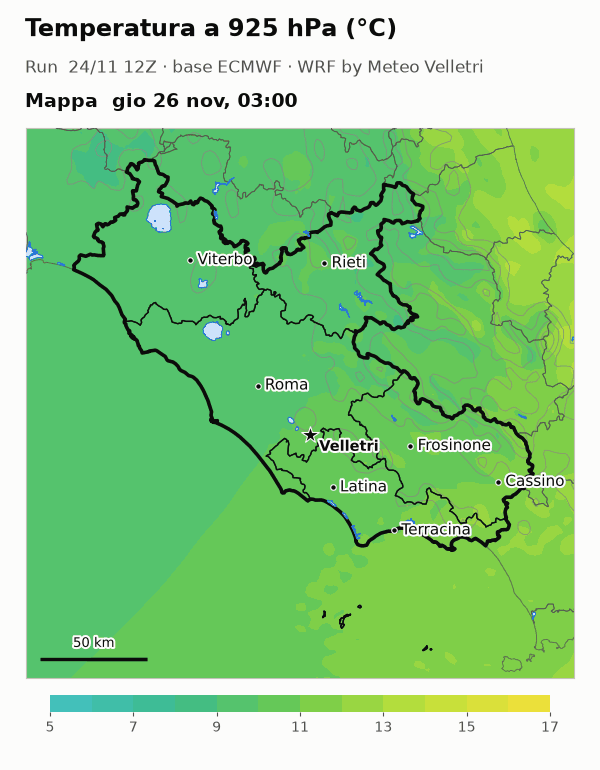 Temperatura a 925 hPa (°C)
Run  24/11 12Z · base ECMWF · WRF by Meteo Velletri
Mappa  gio 26 nov, 03:00
Viterbo
Rieti
Roma
Velletri
Frosinone
Cassino
Latina
Terracina
50 km
5 7 9 11 13 15 17